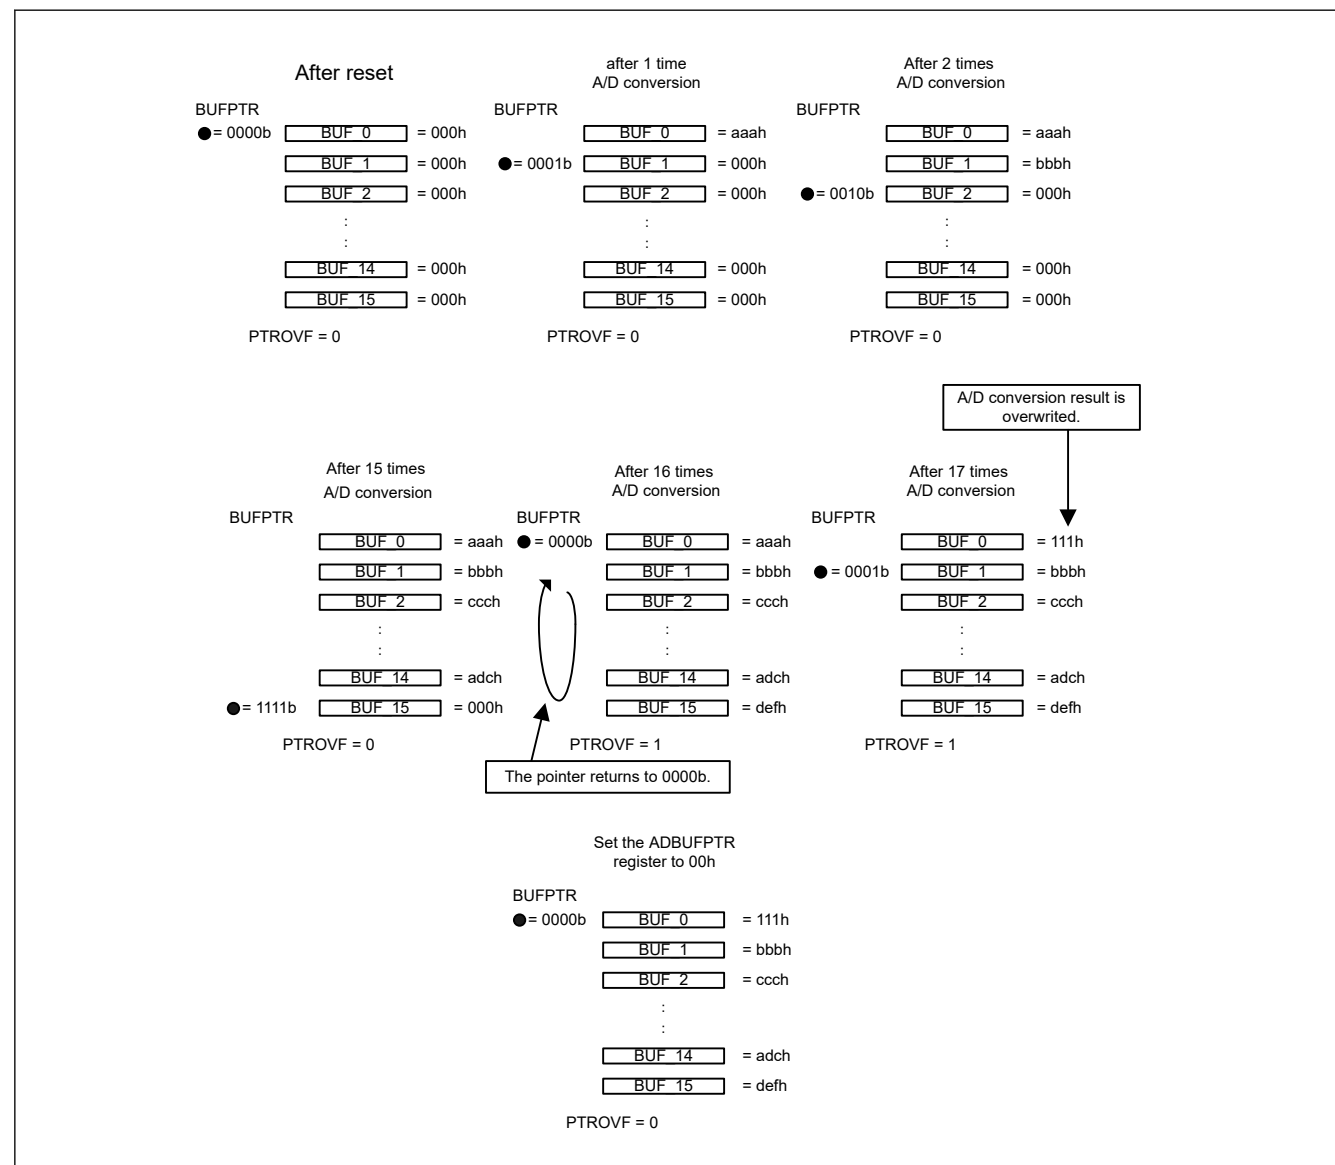 After reset
BUFPTR
= 0000b BUF_0 = 000h
BUF_1 = 000h
BUF_2 = 000h
:
:
BUF_14 = 000h
BUF_15 = 000h
PTROVF = 0
after 1 time
A/D conversion
BUFPTR
BUF_0 = aaah
= 0001b BUF_1 = 000h
BUF_2 = 000h
:
:
BUF_14 = 000h
BUF_15 = 000h
PTROVF = 0
After 2 times
A/D conversion
BUFPTR
BUF_0 = aaah
BUF_1 = bbbh
= 0010b BUF_2 = 000h
:
:
BUF_14 = 000h
BUF_15 = 000h
PTROVF = 0
After 15 times
A/D conversion
BUFPTR
BUF_0 = aaah
BUF_1 = bbbh
BUF_2 = ccch
:
:
BUF_14 = adch
= 1111b BUF_15 = 000h
PTROVF = 0
After 16 times
A/D conversion
BUFPTR
= 0000b BUF_0 = aaah
BUF_1 = bbbh
BUF_2 = ccch
:
:
BUF_14 = adch
BUF_15 = defh
PTROVF = 1
The pointer returns to 0000b.
A/D conversion result is
overwrited.
After 17 times
A/D conversion
BUFPTR
BUF_0 = 111h
= 0001b BUF_1 = bbbh
BUF_2 = ccch
:
:
BUF_14 = adch
BUF_15 = defh
PTROVF = 1
Set the ADBUFPTR
register to 00h
BUFPTR
= 0000b BUF_0 = 111h
BUF_1 = bbbh
BUF_2 = ccch
:
:
BUF_14 = adch
BUF_15 = defh
PTROVF = 0